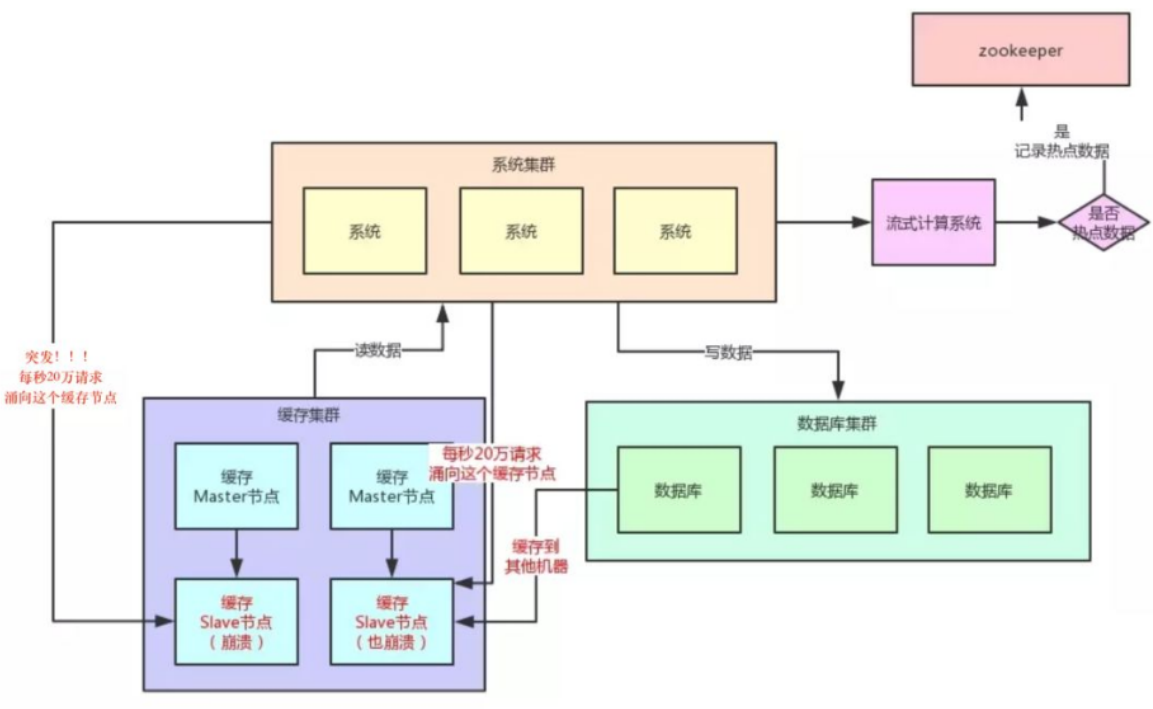 zookeeper
是
记录热点数据
系统集群
系统
系统
系统
流式计算系统
是否
热点数据
突发！！！
每秒20万请求
涌向这个缓存节点
读数据
写数据
缓存集群
缓存
Master节点
缓存
Master节点
每秒20万请求
涌向这个缓存节点
数据库集群
数据库
数据库
数据库
缓存到
其他机器
缓存
Slave节点
（崩溃）
缓存
Slave节点
（也崩溃）